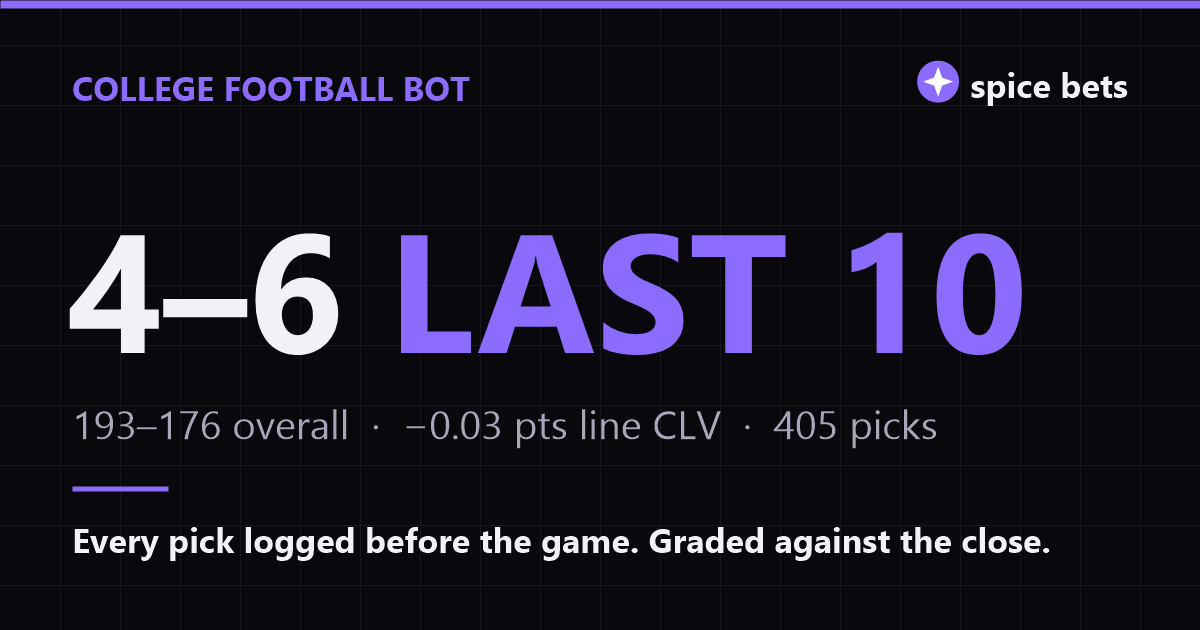 COLLEGE FOOTBALL BOT
spice bets
4–6 LAST 10
193–176 overall · −0.03 pts line CLV · 405 picks
Every pick logged before the game. Graded against the close.